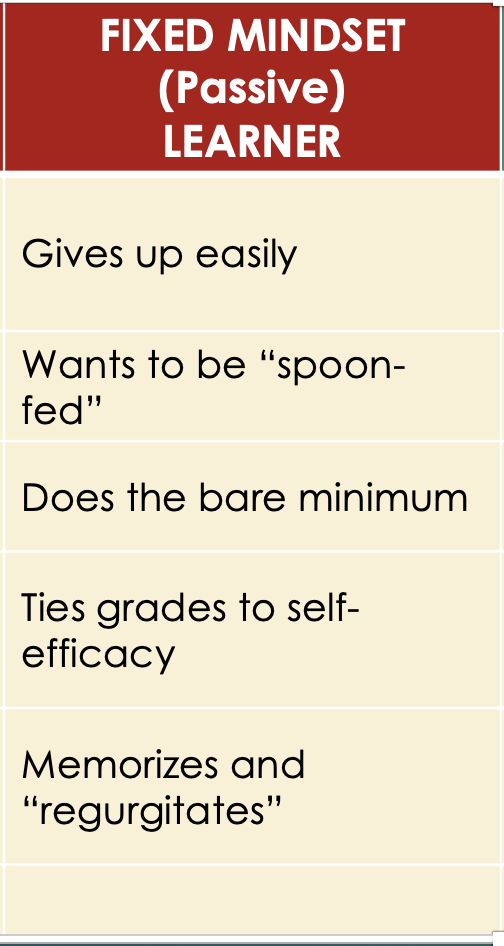 FIXED MINDSET
(Passive)
LEARNER
Gives up easily
Wants to be “spoon-
fed”
Does the bare minimum
Ties grades to self-
efficacy
Memorizes and
“regurgitates”